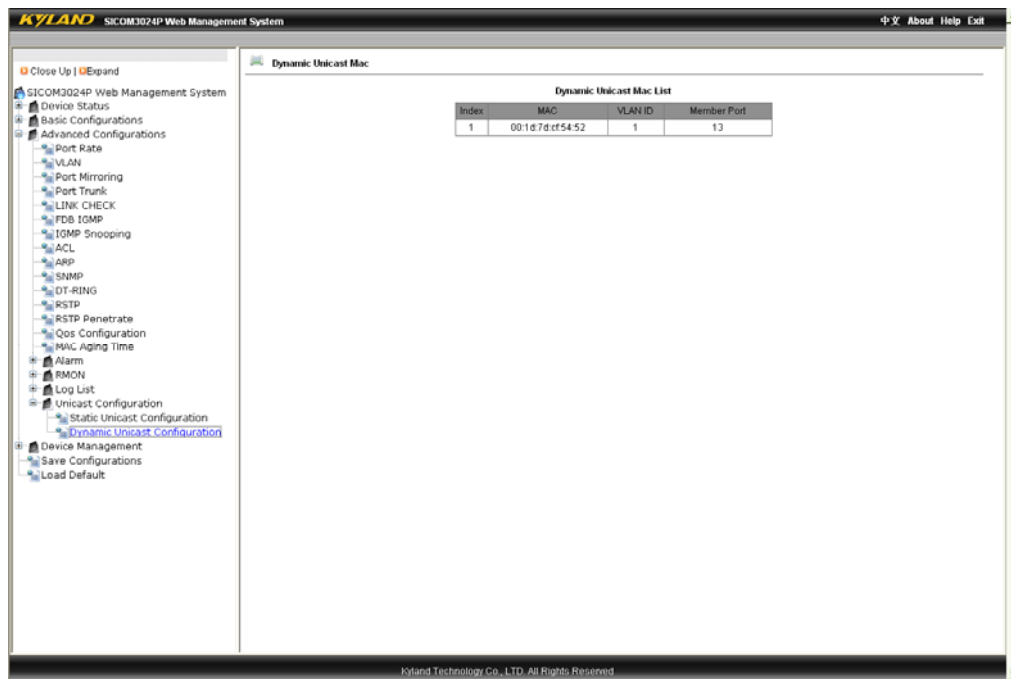 KYLAND SICOM3024P Web Management System 中文 About Help Exit
Close Up | Expand
SICOM3024P Web Management System
Device Status
Basic Configurations
Advanced Configurations
Port Rate
VLAN
Port Mirroring
Port Trunk
LINK CHECK
FDB IGMP
IGMP Snooping
ACL
ARP
SNMP
DT-RING
RSTP
RSTP Penetrate
Qos Configuration
MAC Aging Time
Alarm
RMON
Log List
Unicast Configuration
Static Unicast Configuration
Dynamic Unicast Configuration
Device Management
Save Configurations
Load Default
Dynamic Unicast Mac
Dynamic Unicast Mac List
Index MAC VLAN ID Member Port
1 00:1d:7d:cf:54:52 1 13
Kyland Technology Co., LTD. All Rights Reserved